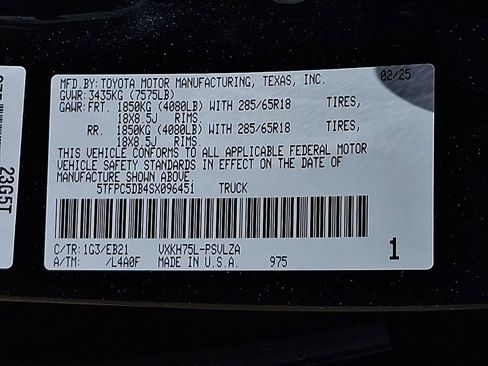 02/25
MFD.BY: TOYOTA MOTOR MANUFACTURING, TEXAS, INC.
GVWR: 3435KG (7575LB)
GAWR: FRT. 1850KG (4080LB) WITH 285/65R18 TIRES,
18X8.5J RIMS.
RR. 1850KG (4080LB) WITH 285/65R18 TIRES,
18X8.5J RIMS.
THIS VEHICLE CONFORMS TO ALL APPLICABLE FEDERAL MOTOR
VEHICLE SAFETY STANDARDS IN EFFECT ON THE DATE OF
MANUFACTURE SHOWN ABOVE.
5TFPC5DB4SX096451 TRUCK
C/TR: 1G3/EB21 VXKH75L-PSVLZA
A/TM: /L4A0F MADE IN U.S.A. 975
1
23G5T